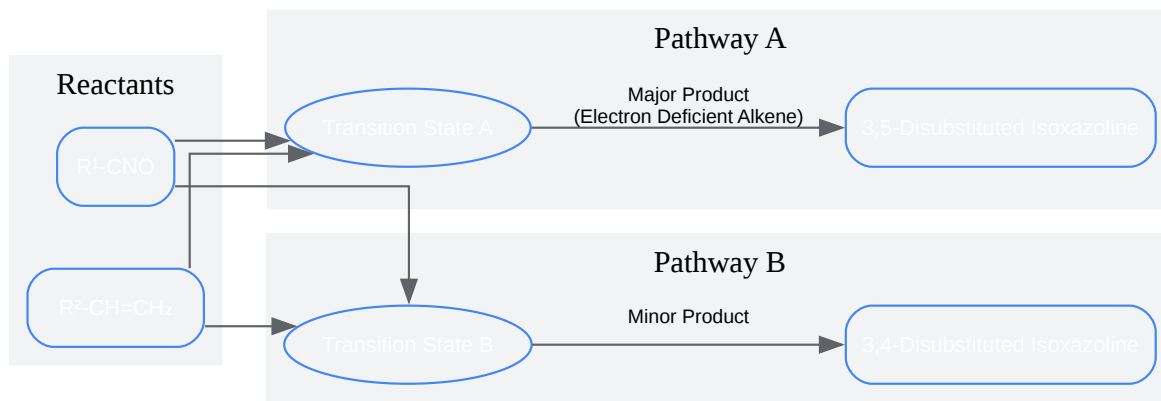 Reactants
R¹-CNO
R²-CH=CH₂
Pathway A
Transition State A
Major Product
(Electron Deficient Alkene)
3,5-Disubstituted Isoxazoline
Pathway B
Transition State B
Minor Product
3,4-Disubstituted Isoxazoline